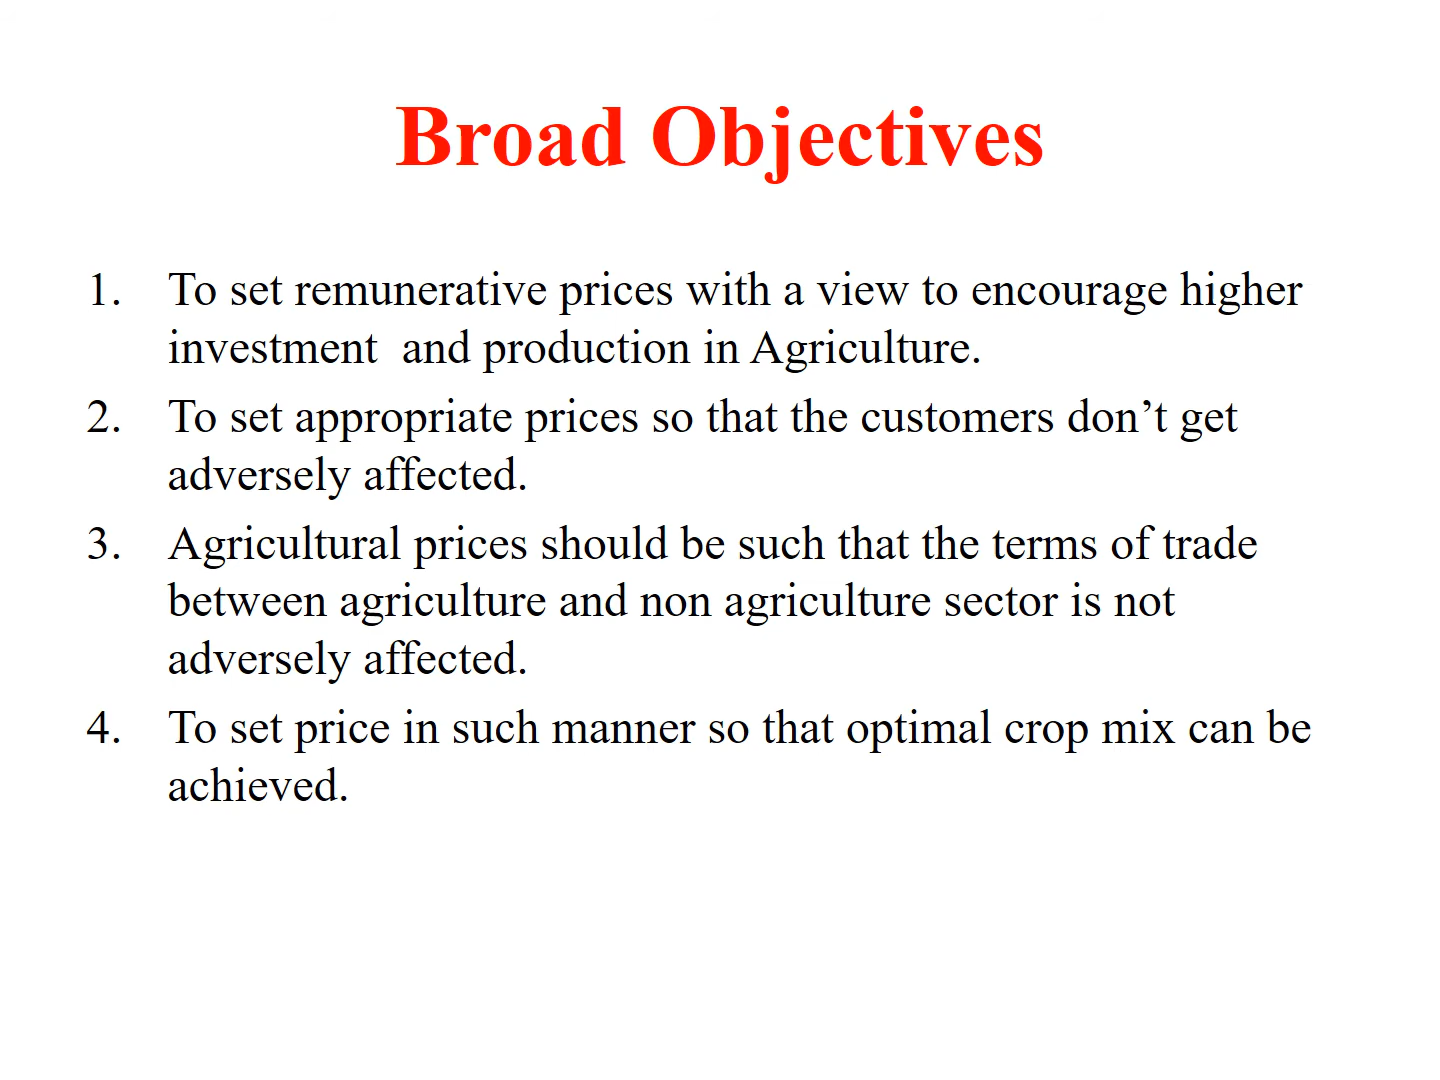 Broad Objectives
1. To set remunerative prices with a view to encourage higher
investment  and production in Agriculture.
2. To set appropriate prices so that the customers don’t get
adversely affected.
3. Agricultural prices should be such that the terms of trade
between agriculture and non agriculture sector is not
adversely affected.
4. To set price in such manner so that optimal crop mix can be
achieved.